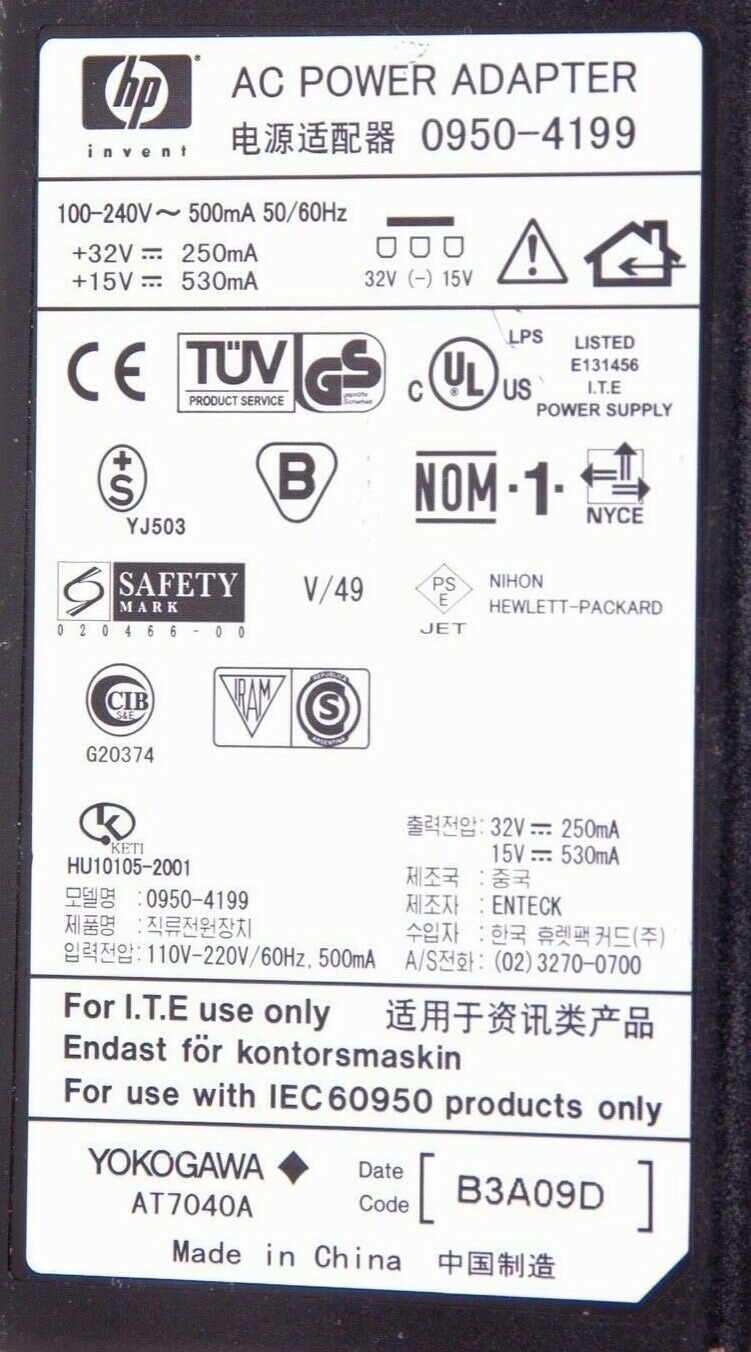 hp
invent
AC POWER ADAPTER
电源适配器 0950-4199
100-240V～ 500mA 50/60Hz
+32V⎓ 250mA
+15V⎓ 530mA
32V (-) 15V
CE
TÜV
PRODUCT SERVICE
GS
geprüfte
Sicherheit
C UL US
®
LPS
LISTED
E131456
I.T.E
POWER SUPPLY
+S
YJ503
B
NOM-1-
NYCE
SAFETY
MARK
020466-00
V/49
PS
E
JET
NIHON
HEWLETT-PACKARD
CIB
S&E
G20374
IRAM
REPUBLICA
S
ARGENTINA
K
KETI
HU10105-2001
모델명 :0950-4199
제품명 :직류전원장치
입력전압:110V-220V/60Hz, 500mA
출력전압: 32V⎓ 250mA
15V⎓ 530mA
제조국 : 중국
제조자 : ENTECK
수입자 : 한국 휴렛팩커드(주)
A/S전화: (02)3270-0700
For I.T.E use only 适用于资讯类产品
Endast för kontorsmaskin
For use with IEC60950 products only
YOKOGAWA ◆
AT7040A
Date
Code
[ B3A09D ]
Made in China 中国制造